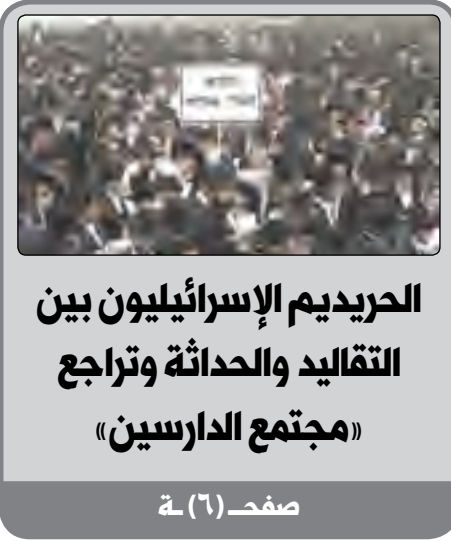 الحريديم الإسرائيليون بين
التقاليد والحداثة وتراجع
«مجتمع الدارسين»
صفحـ(٦)ـة